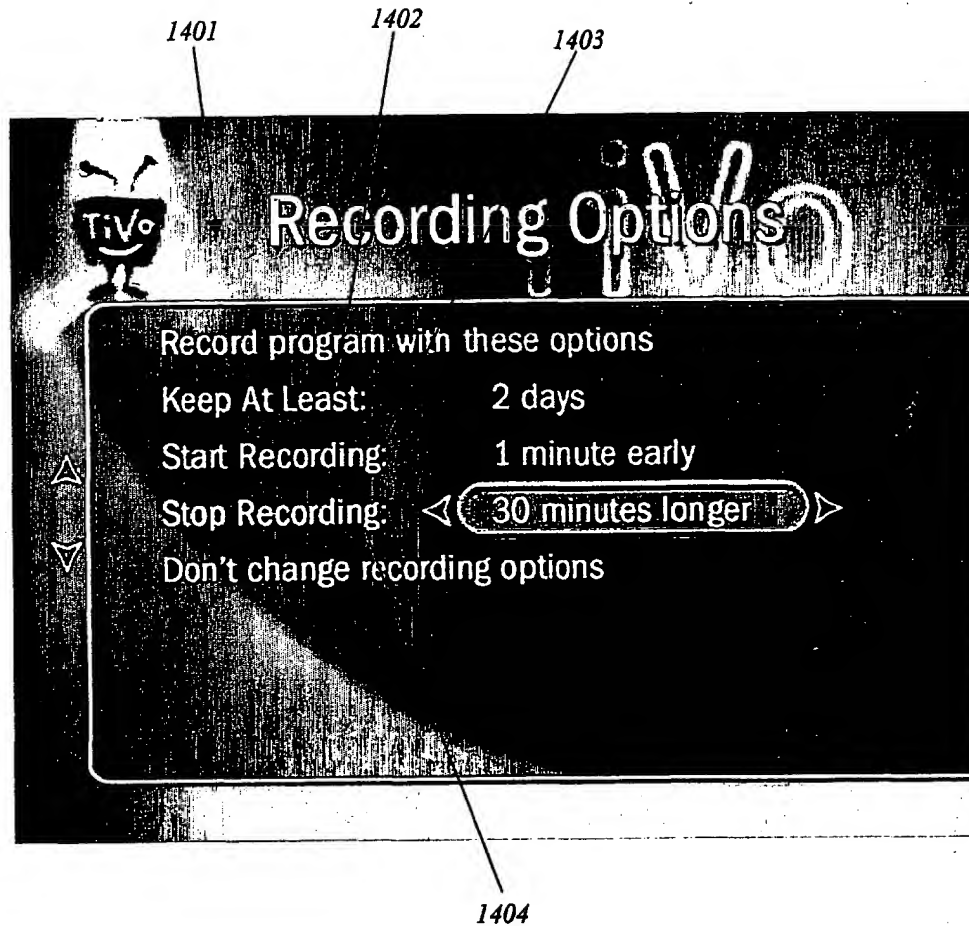 1401
1402
1403
TiVo
iVo
Recording Options
Record program with these options
Keep At Least: 2 days
Start Recording: 1 minute early
Stop Recording: 30 minutes longer
Don't change recording options
1404